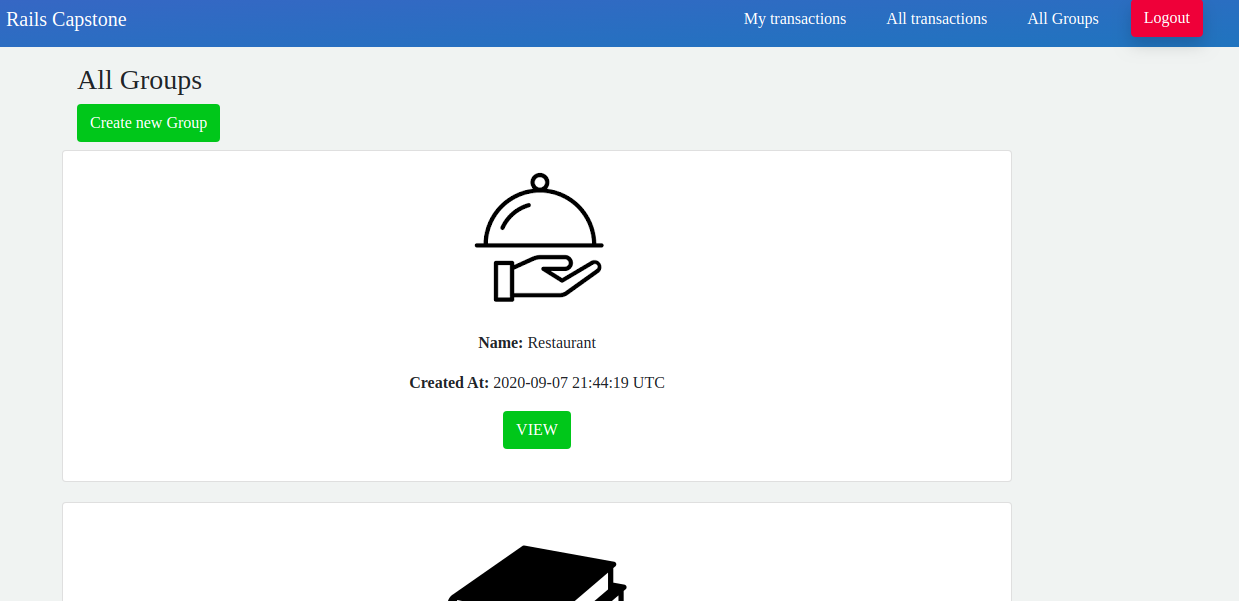 Rails Capstone
My transactions
All transactions
All Groups
Logout
All Groups
Create new Group
Name: Restaurant
Created At: 2020-09-07 21:44:19 UTC
VIEW